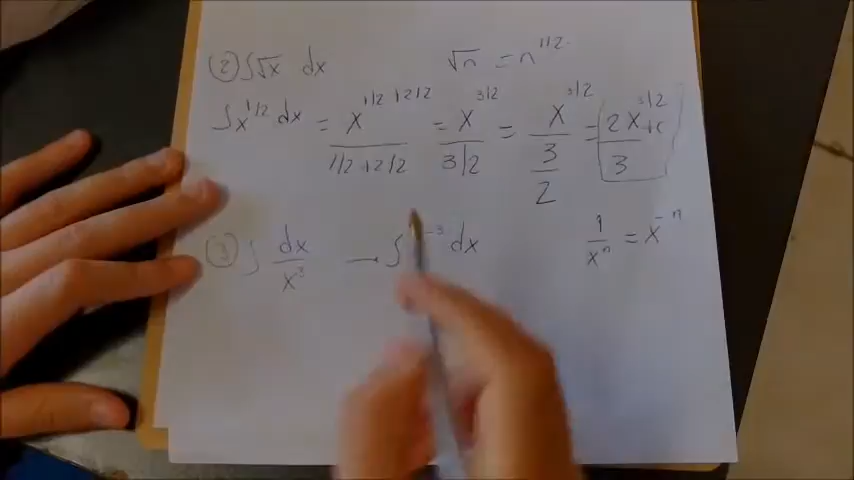 ② ∫√x dx √n = n^1/2
∫x^1/2 dx = x^1/2+2/2 / 1/2+2/2 = x^3/2 / 3/2 = x^3/2 / (3/2) = 2x^3/2 +c / 3
③ ∫ dx/x^3 → ∫ ^-3 dx 1/x^n = x^-n